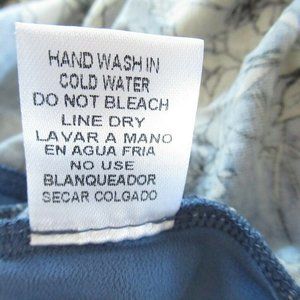 HAND WASH IN
COLD WATER
DO NOT BLEACH
LINE DRY
LAVAR A MANO
EN AGUA FRIA
NO USE
BLANQUEADOR
SECAR COLGADO